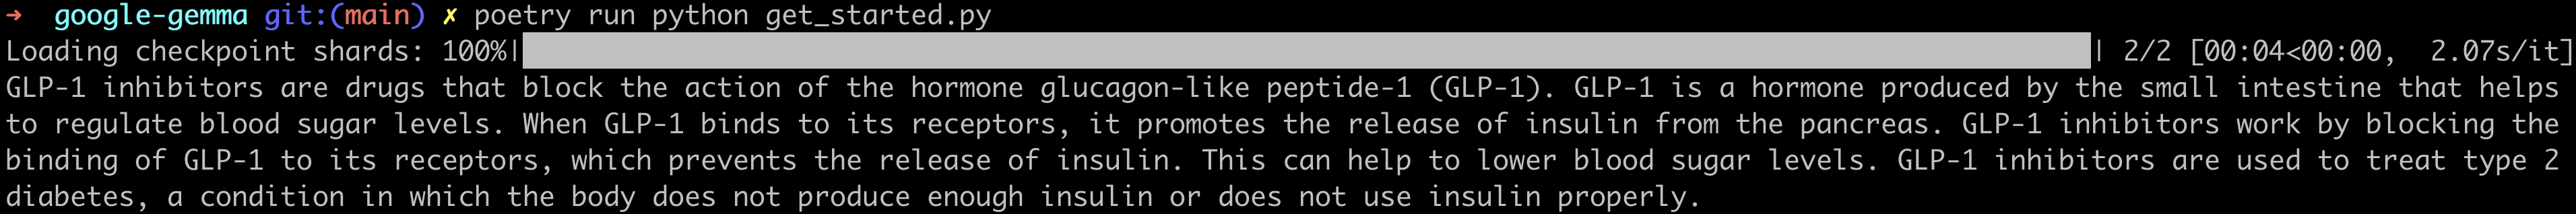 ➜  google-gemma git:(main) ✗ poetry run python get_started.py
Loading checkpoint shards: 100%|██████████| 2/2 [00:04<00:00,  2.07s/it]
GLP-1 inhibitors are drugs that block the action of the hormone glucagon-like peptide-1 (GLP-1). GLP-1 is a hormone produced by the small intestine that helps
to regulate blood sugar levels. When GLP-1 binds to its receptors, it promotes the release of insulin from the pancreas. GLP-1 inhibitors work by blocking the
binding of GLP-1 to its receptors, which prevents the release of insulin. This can help to lower blood sugar levels. GLP-1 inhibitors are used to treat type 2
diabetes, a condition in which the body does not produce enough insulin or does not use insulin properly.